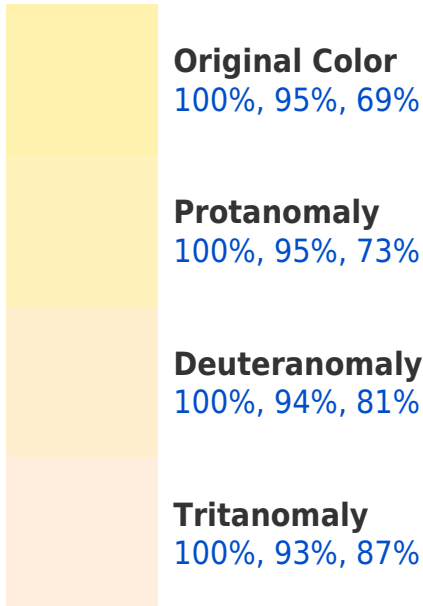 Original Color
100%, 95%, 69%
Protanomaly
100%, 95%, 73%
Deuteranomaly
100%, 94%, 81%
Tritanomaly
100%, 93%, 87%